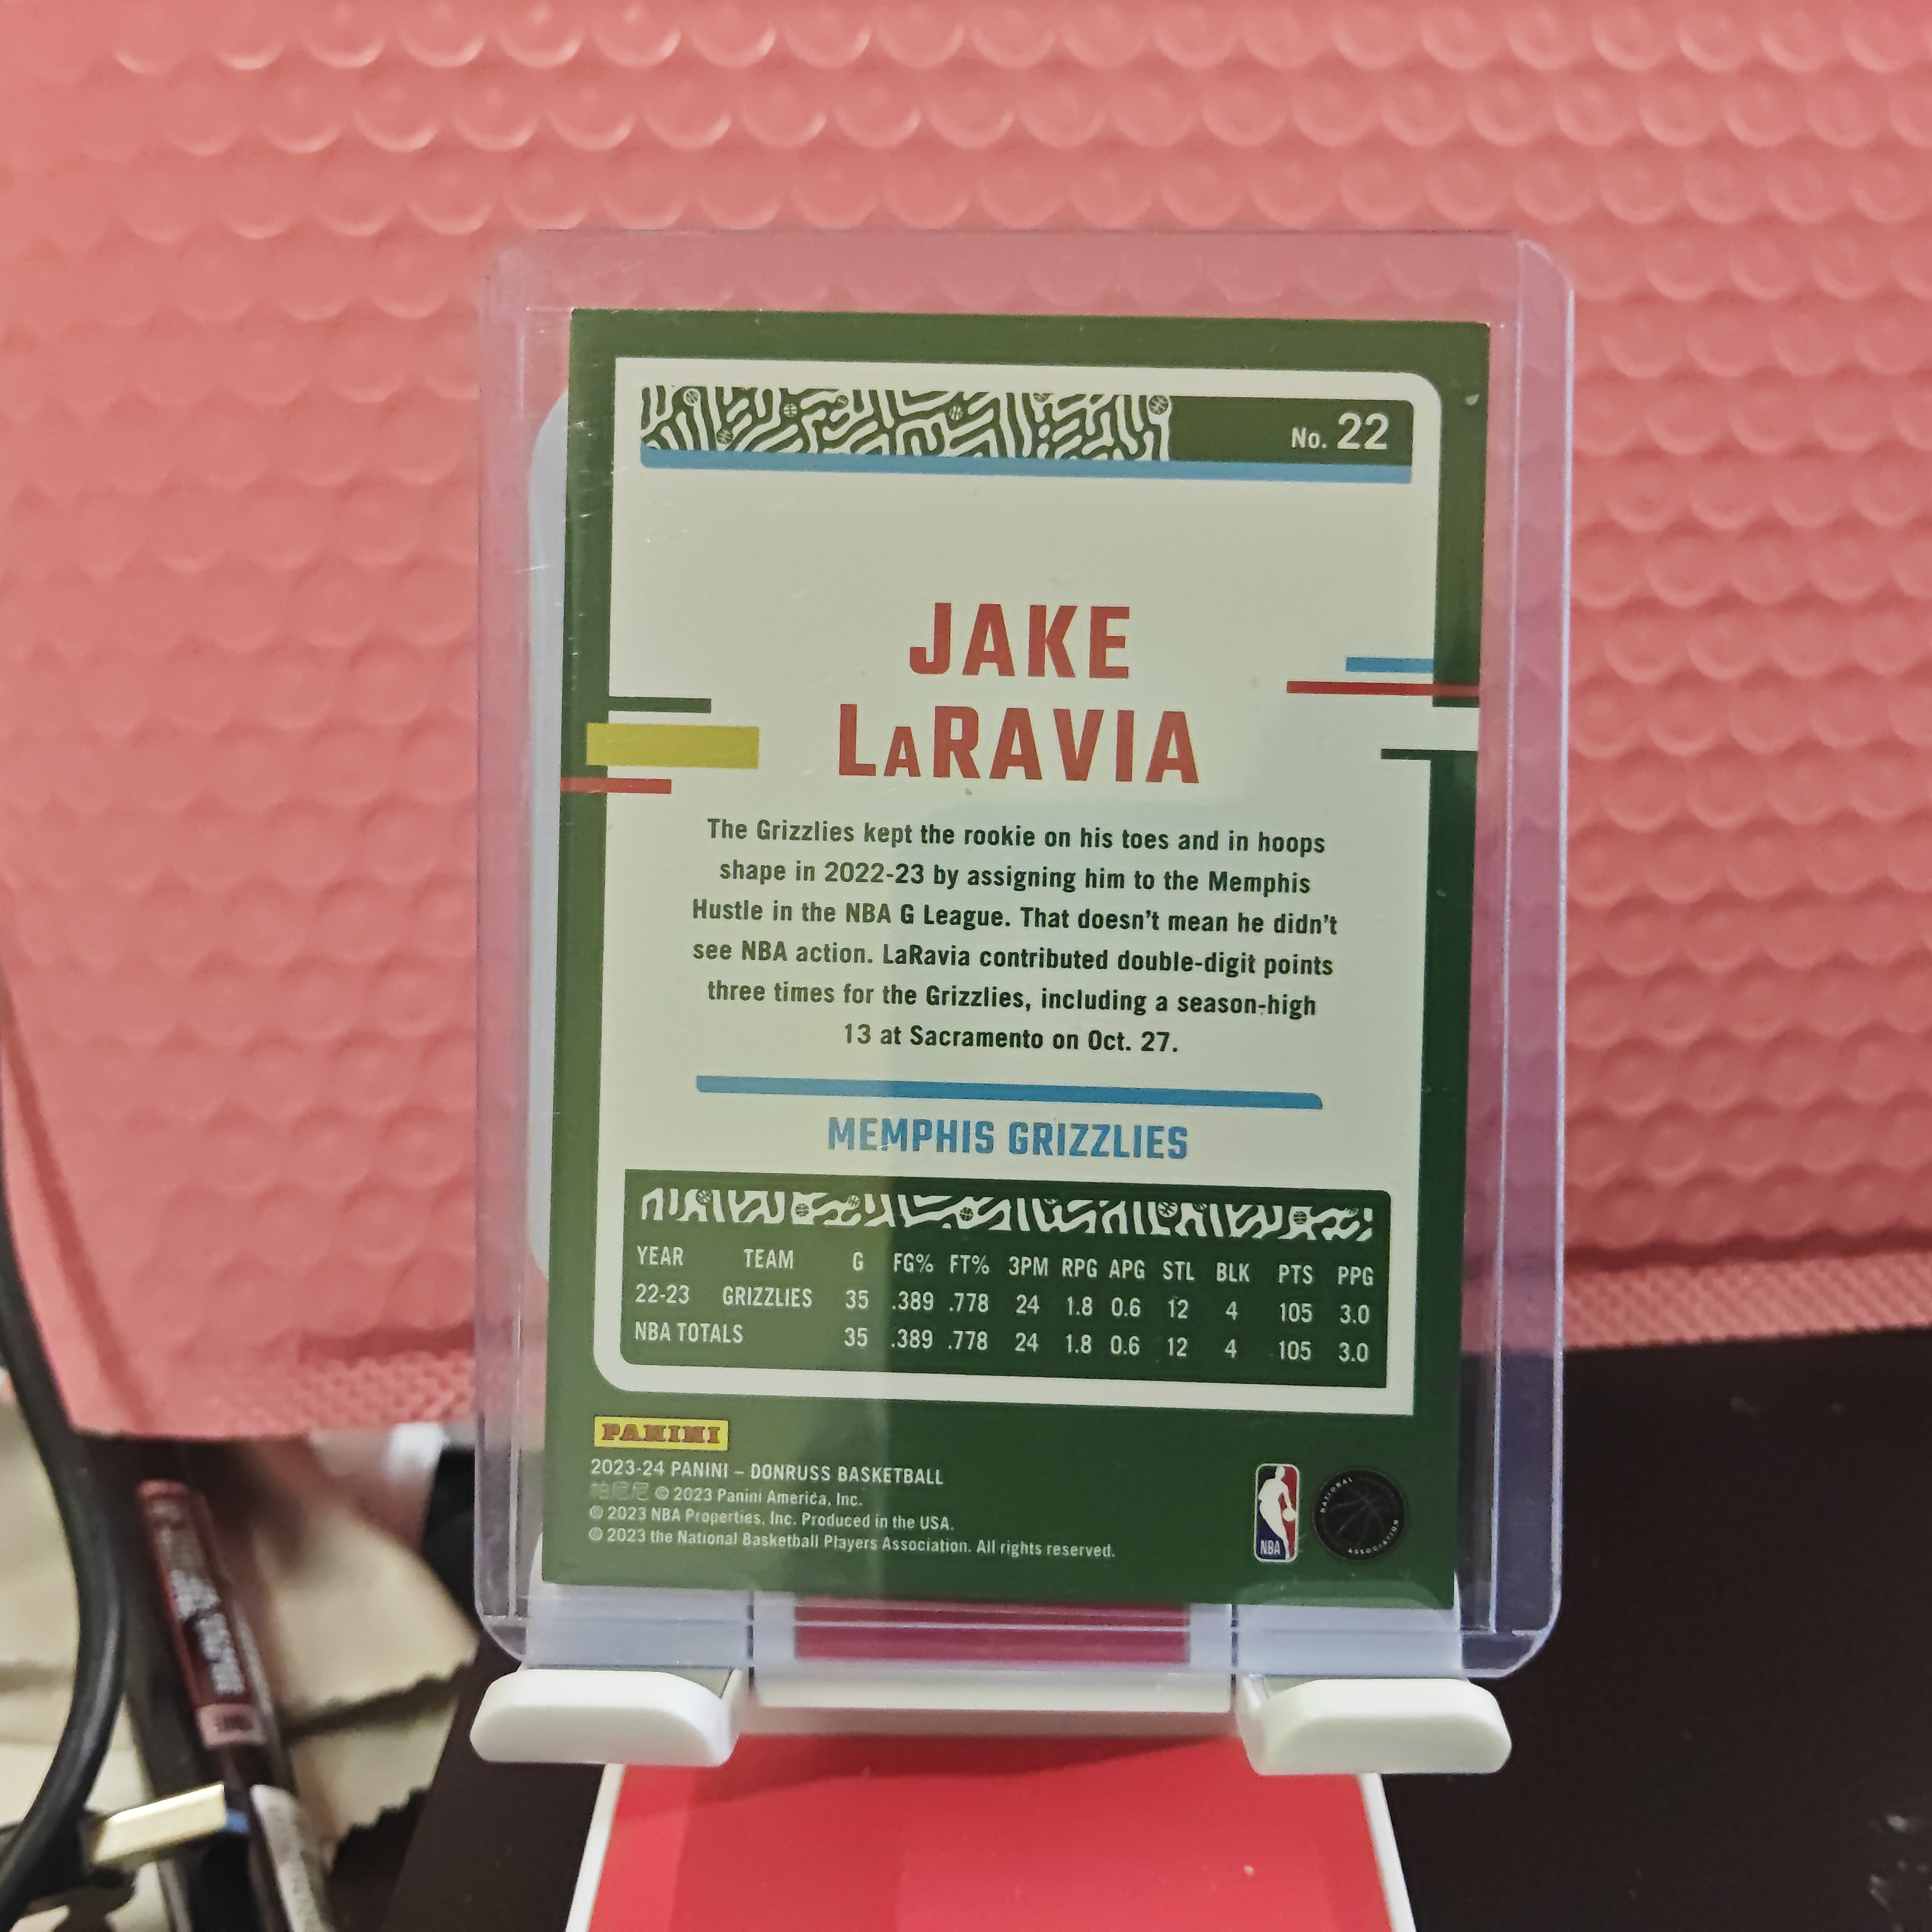 No. 22
JAKE
LaRAVIA
The Grizzlies kept the rookie on his toes and in hoops
shape in 2022-23 by assigning him to the Memphis
Hustle in the NBA G League. That doesn't mean he didn't
see NBA action. LaRavia contributed double-digit points
three times for the Grizzlies, including a season-high
13 at Sacramento on Oct. 27.
MEMPHIS GRIZZLIES
YEAR TEAM G FG% FT% 3PM RPG APG STL BLK PTS PPG
22-23 GRIZZLIES 35 .389 .778 24 1.8 0.6 12 4 105 3.0
NBA TOTALS 35 .389 .778 24 1.8 0.6 12 4 105 3.0
PANINI
2023-24 PANINI – DONRUSS BASKETBALL
帕尼尼 © 2023 Panini America, Inc.
© 2023 NBA Properties, Inc. Produced in the USA.
© 2023 the National Basketball Players Association. All rights reserved.
NBA
NATIONAL
ASSOCIATION